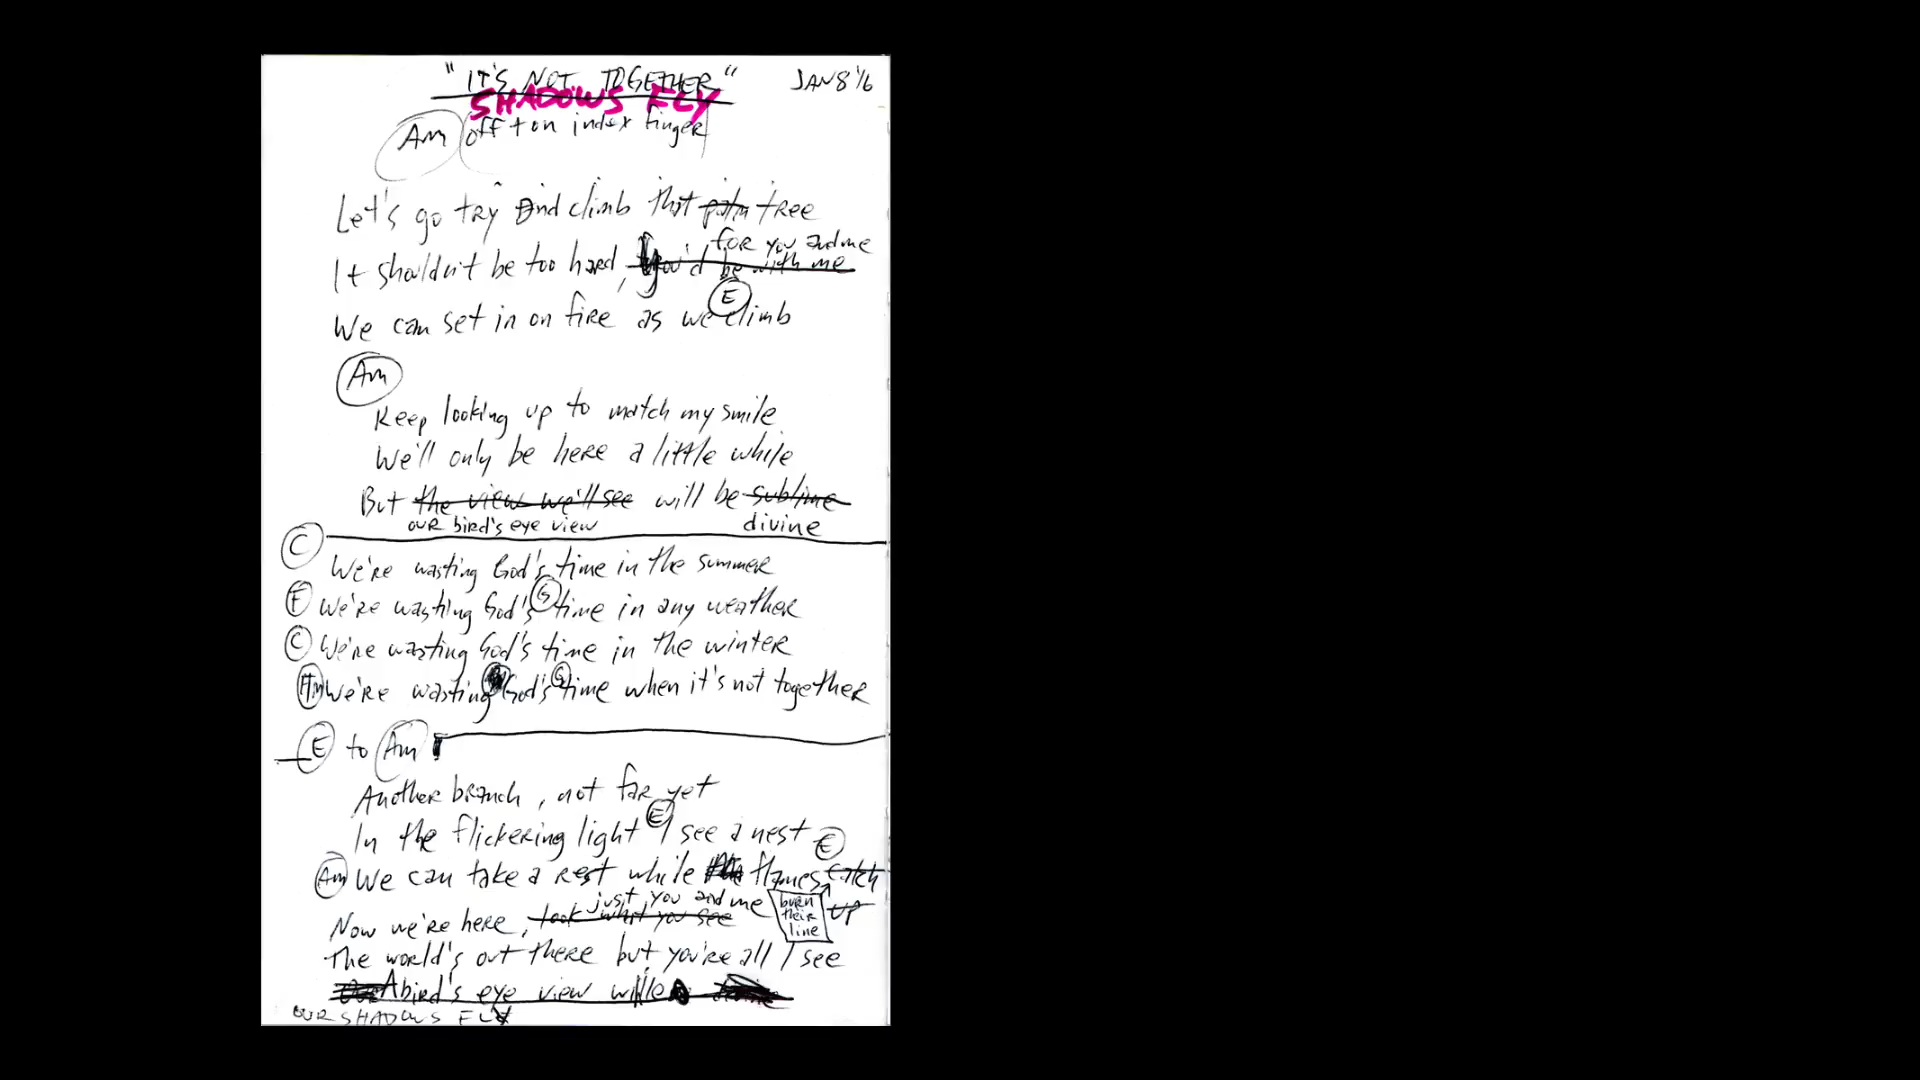 "IT'S NOT TOGETHER" JAN 8 '16
SHADOWS FLY
Am off + on index finger
Let's go try and climb that palm tree
for you and me
It shouldn't be too hard, you'd be with me
E
We can set in on fire as we climb
Am
Keep looking up to match my smile
We'll only be here a little while
But the view we'll see will be sublime
our bird's eye view divine
C
We're wasting God's time in the summer
G
F We're wasting God's time in any weather
C We're wasting God's time in the winter
G
Am We're wasting God's time when it's not together
E to Am
Another branch, not far yet
E
In the flickering light I see a nest
E
Am We can take a rest while the flames catch up
just you and me burn their line
Now we're here, look what you see
The world's out there but you're all I see
Our A bird's eye view will be divine
OUR SHADOWS FLY